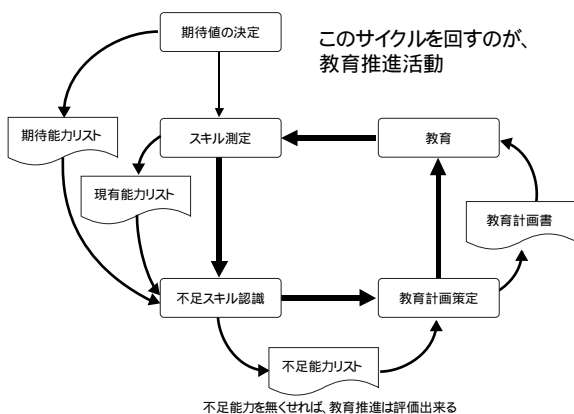 期待値の決定
このサイクルを回すのが、
教育推進活動
期待能力リスト
スキル測定
教育
現有能力リスト
教育計画書
不足スキル認識
教育計画策定
不足能力リスト
不足能力を無くせれば、教育推進は評価出来る